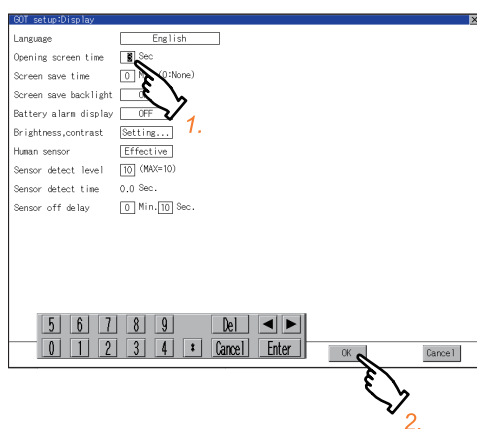 GOT setup:Display
Language English
Opening screen time Sec
Screen save time 0 (0:None)
Screen save backlight
Battery alarm display OFF
1.
Brightness,contrast Setting...
Human sensor Effective
Sensor detect level 10 (MAX=10)
Sensor detect time 0.0 Sec.
Sensor off delay 0 Min. 10 Sec.
5 6 7 8 9 Del ◀ ▶
0 1 2 3 4 Cancel Enter
OK Cancel
2.